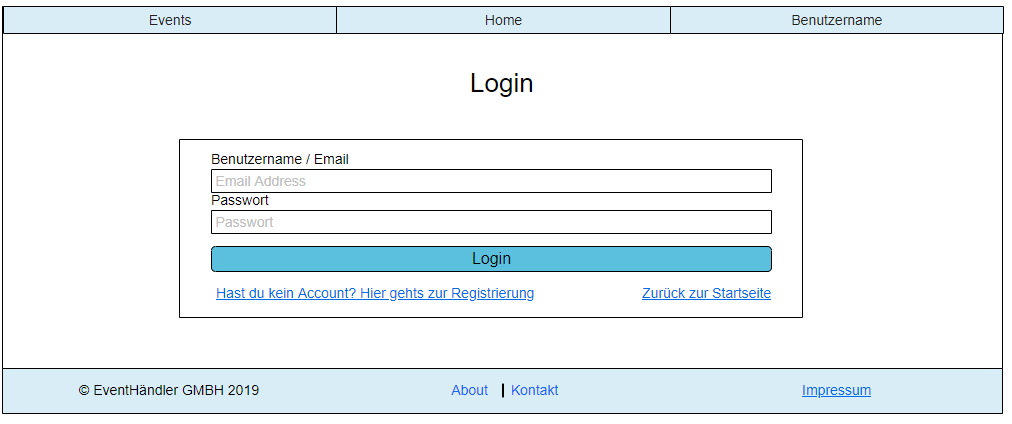 Events Home Benutzername
Login
Benutzername / Email
Email Address
Passwort
Passwort
Login
Hast du kein Account? Hier gehts zur Registrierung Zurück zur Startseite
© EventHändler GMBH 2019 About | Kontakt Impressum